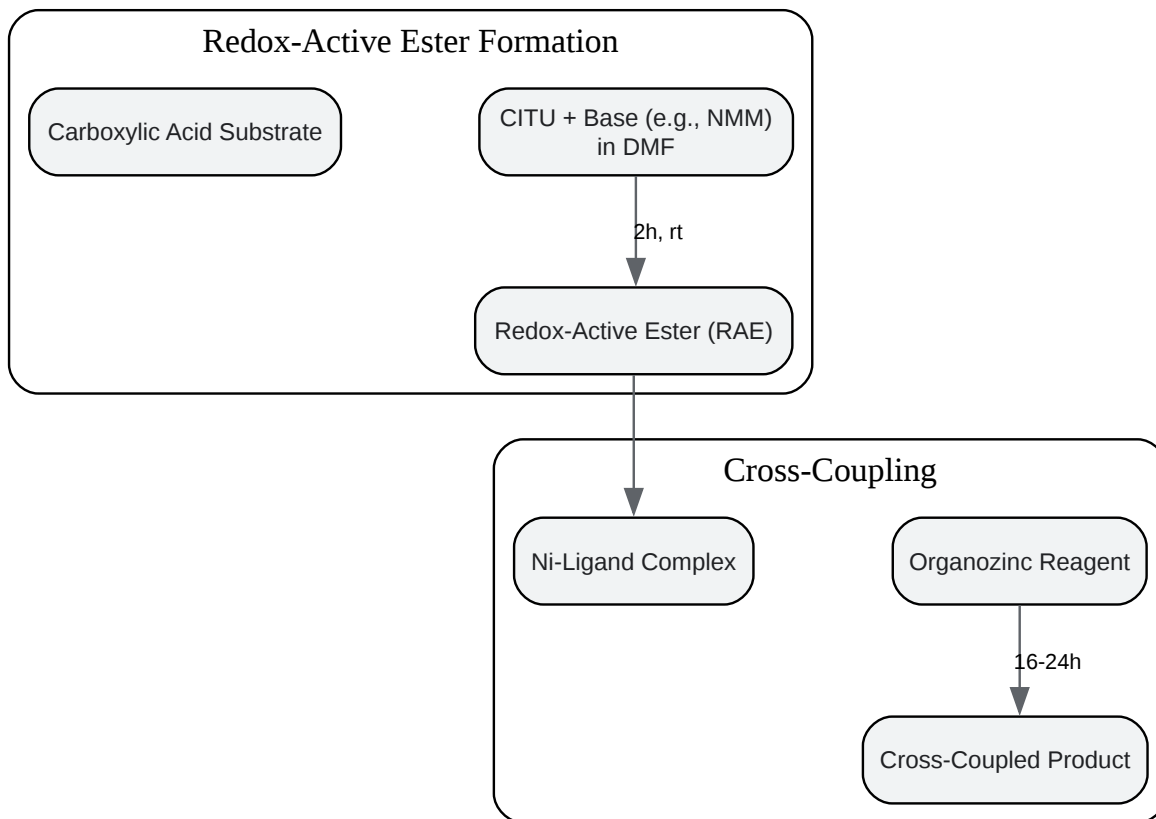 Redox-Active Ester Formation
Carboxylic Acid Substrate
CITU + Base (e.g., NMM)
in DMF
2h, rt
Redox-Active Ester (RAE)
Cross-Coupling
Ni-Ligand Complex
Organozinc Reagent
16-24h
Cross-Coupled Product